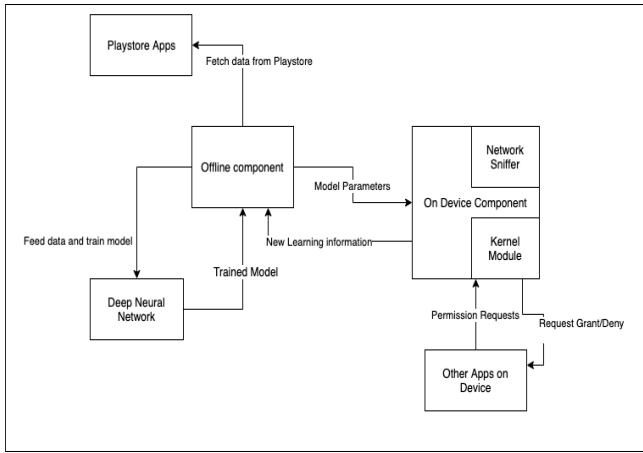 Playstore Apps
Fetch data from Playstore
Offline component
Network
Sniffer
Model Parameters
On Device Component
New Learning information
Kernel
Module
Feed data and train model
Trained Model
Deep Neural
Network
Permission Requests
Request Grant/Deny
Other Apps on
Device